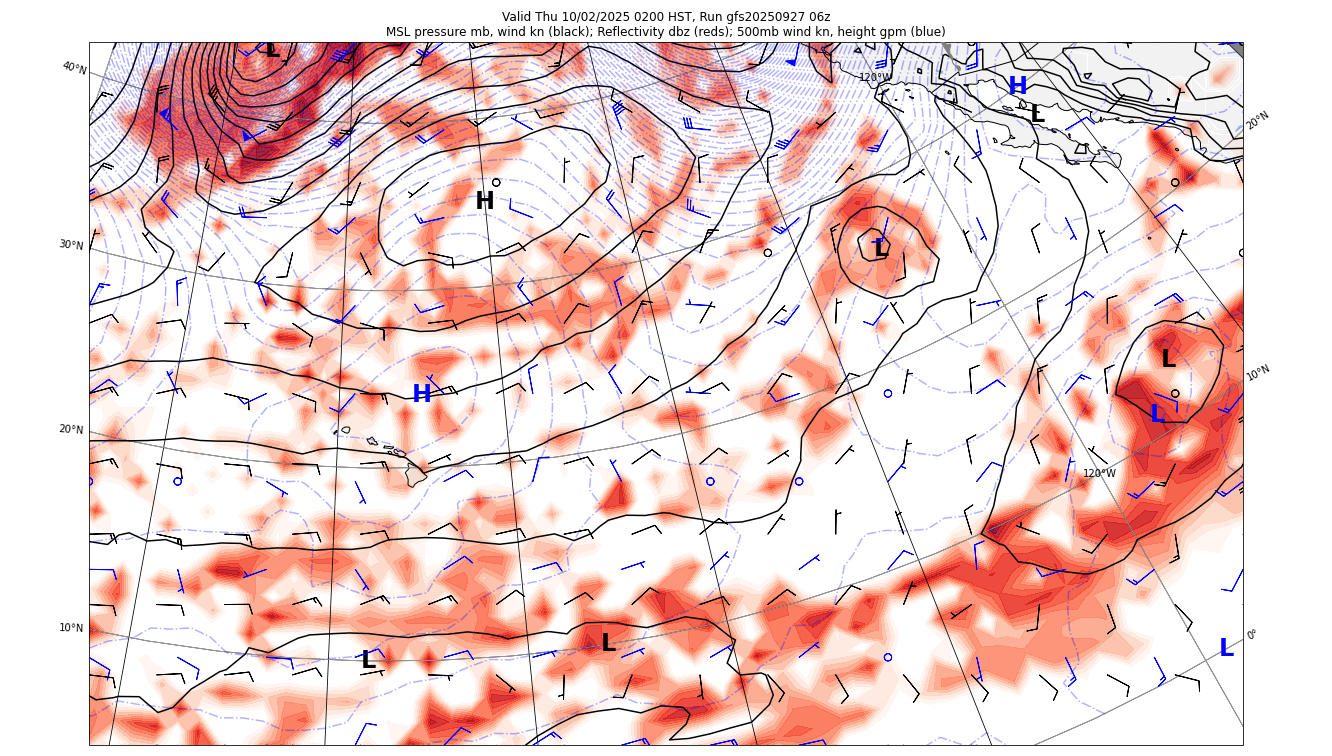 Valid Thu 10/02/2025 0200 HST, Run gfs20250927 06z
MSL pressure mb, wind kn (black); Reflectivity dbz (reds); 500mb wind kn, height gpm (blue)
L
40°N
120°W
H
L
20°N
H
30°N
L
L
10°N
H
L
20°N
120°W
10°N
L
0°
L
L